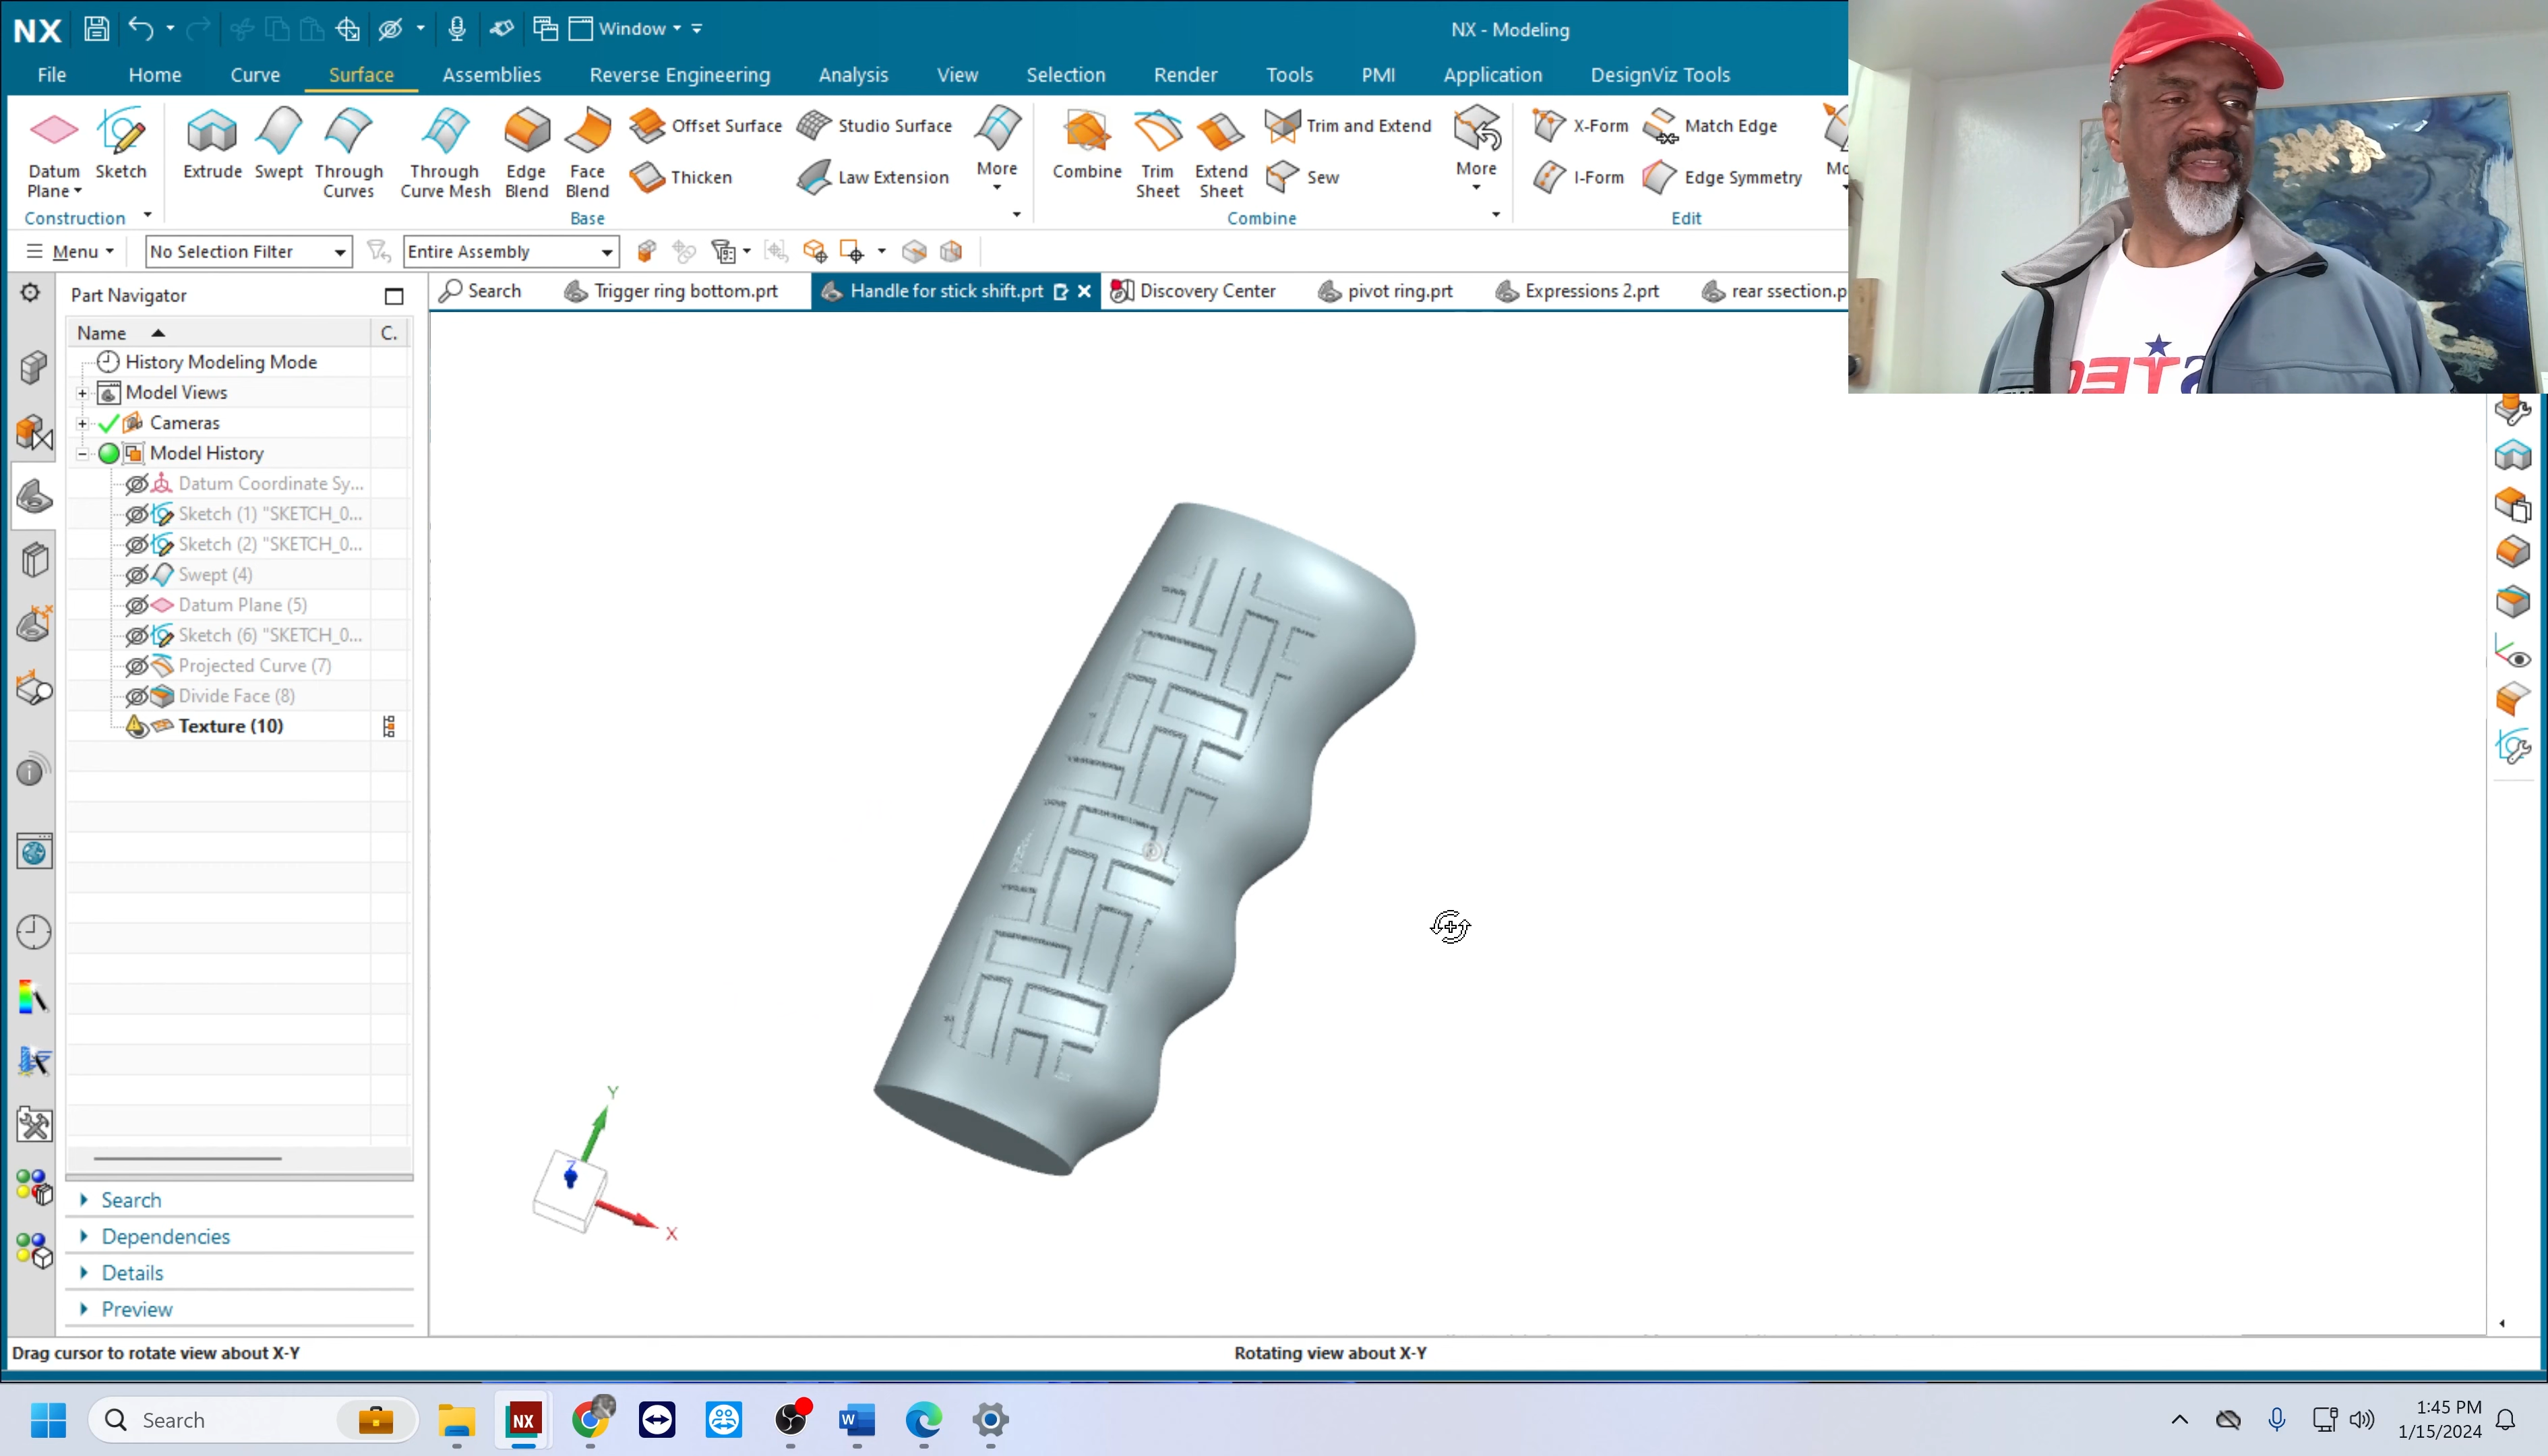 NX
Window
NX - Modeling
File Home Curve Surface Assemblies Reverse Engineering Analysis View Selection Render Tools PMI Application DesignViz Tools
Datum Plane Sketch Extrude Swept Through Curves Through Curve Mesh Edge Blend Face Blend Offset Surface Thicken Studio Surface Law Extension More Combine Trim Sheet Extend Sheet Trim and Extend Sew More X-Form I-Form Match Edge Edge Symmetry Mo
Construction Base Combine Edit
Menu No Selection Filter Entire Assembly
Part Navigator
Search Trigger ring bottom.prt Handle for stick shift.prt Discovery Center pivot ring.prt Expressions 2.prt rear ssection.p
Name C.
History Modeling Mode
Model Views
Cameras
Model History
Datum Coordinate Sy...
Sketch (1) "SKETCH_0...
Sketch (2) "SKETCH_0...
Swept (4)
Datum Plane (5)
Sketch (6) "SKETCH_0...
Projected Curve (7)
Divide Face (8)
Texture (10)
Y
Z
X
Search
Dependencies
Details
Preview
Drag cursor to rotate view about X-Y
Rotating view about X-Y
Search
NX
W
1:45 PM
1/15/2024